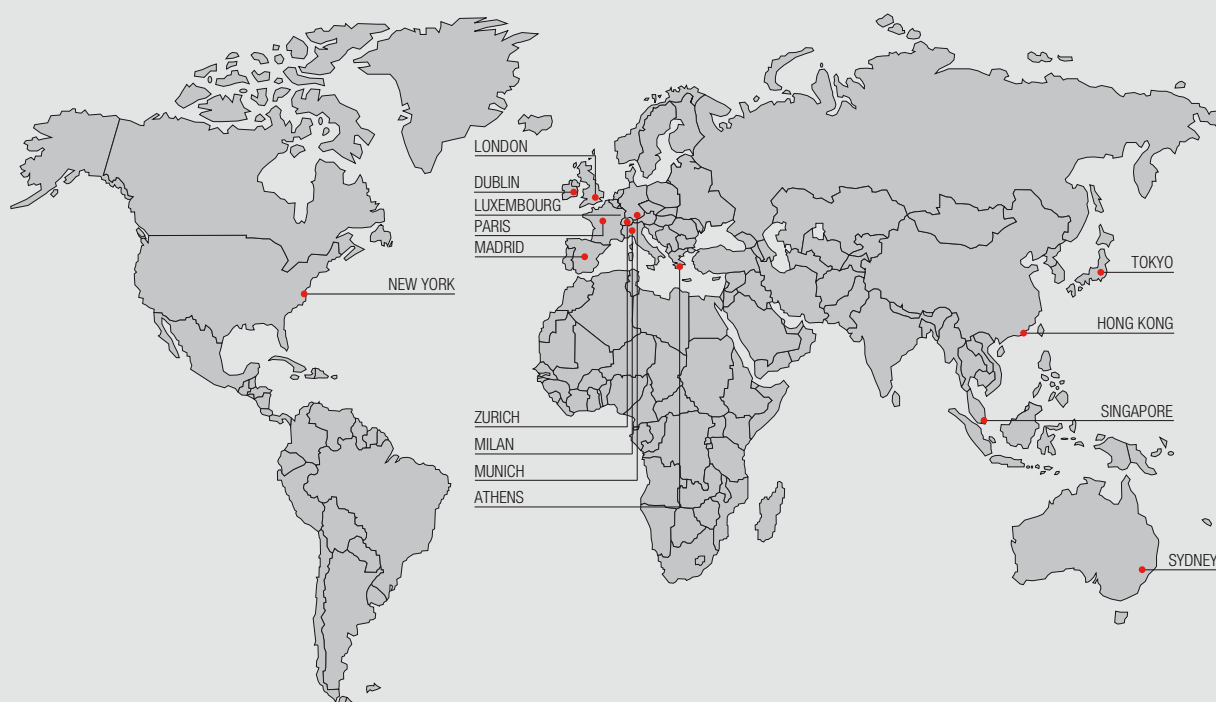 LONDON
DUBLIN
LUXEMBOURG
PARIS
MADRID
NEW YORK
TOKYO
HONG KONG
SINGAPORE
ZURICH
MILAN
MUNICH
ATHENS
SYDNEY